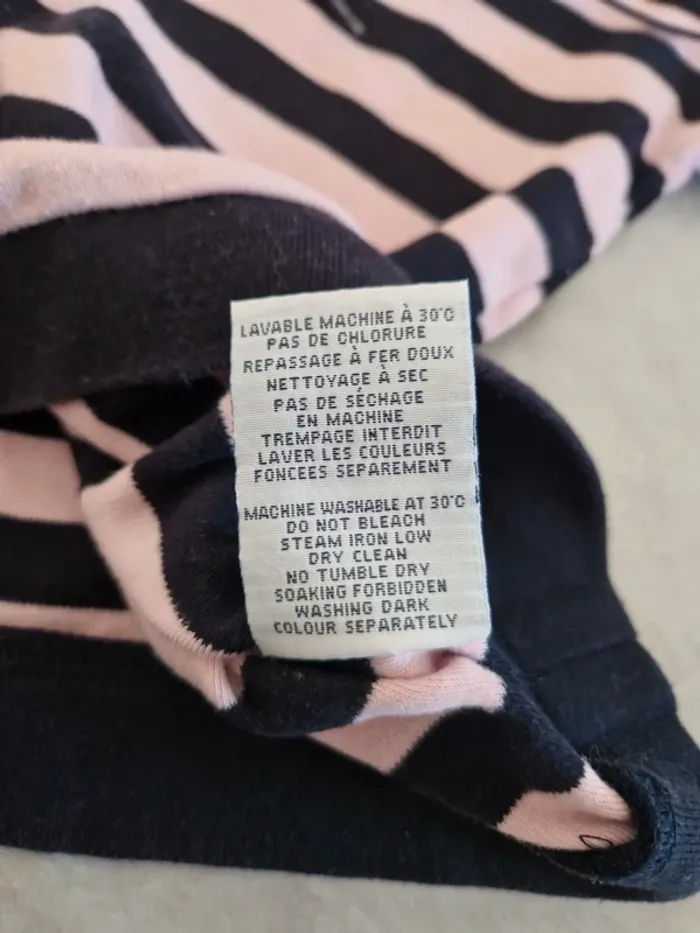 LAVABLE MACHINE À 30°C
PAS DE CHLORURE
REPASSAGE À FER DOUX
NETTOYAGE À SEC
PAS DE SÉCHAGE
EN MACHINE
TREMPAGE INTERDIT
LAVER LES COULEURS
FONCEES SEPAREMENT
MACHINE WASHABLE AT 30°C
DO NOT BLEACH
STEAM IRON LOW
DRY CLEAN
NO TUMBLE DRY
SOAKING FORBIDDEN
WASHING DARK
COLOUR SEPARATELY